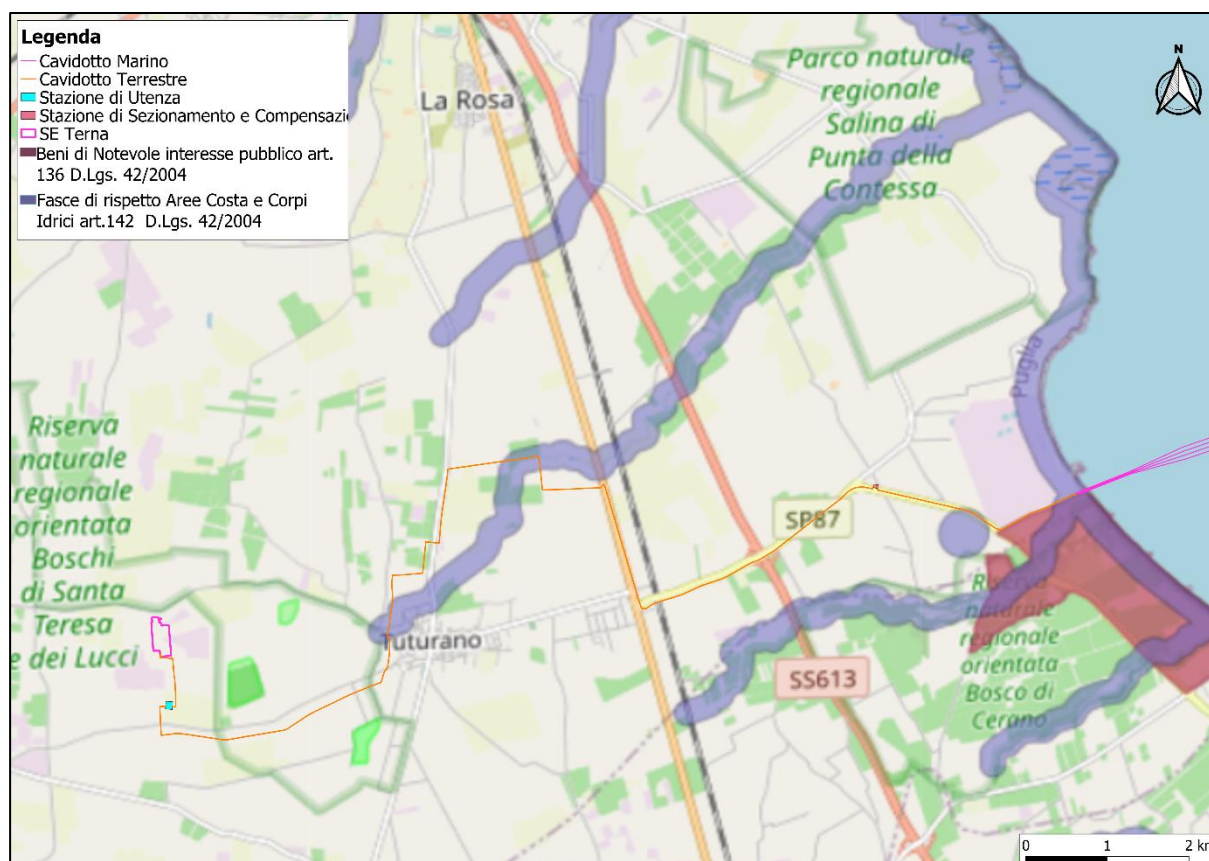 Legenda
Cavidotto Marino
Cavidotto Terrestre
Stazione di Utenza
Stazione di Sezionamento e Compensazi
SE Terna
Beni di Notevole interesse pubblico art.
136 D.Lgs. 42/2004
Fasce di rispetto Aree Costa e Corpi
Idrici art.142 D.Lgs. 42/2004
N
La Rosa
Parco naturale
regionale
Salina di
Punta della
Contessa
Puglia
Riserva
naturale
regionale
orientata
Boschi
di Santa
Teresa
e dei Lucci
SP87
Tuturano
SS613
Riserva
naturale
regionale
orientata
Bosco di
Cerano
0 1 2 km